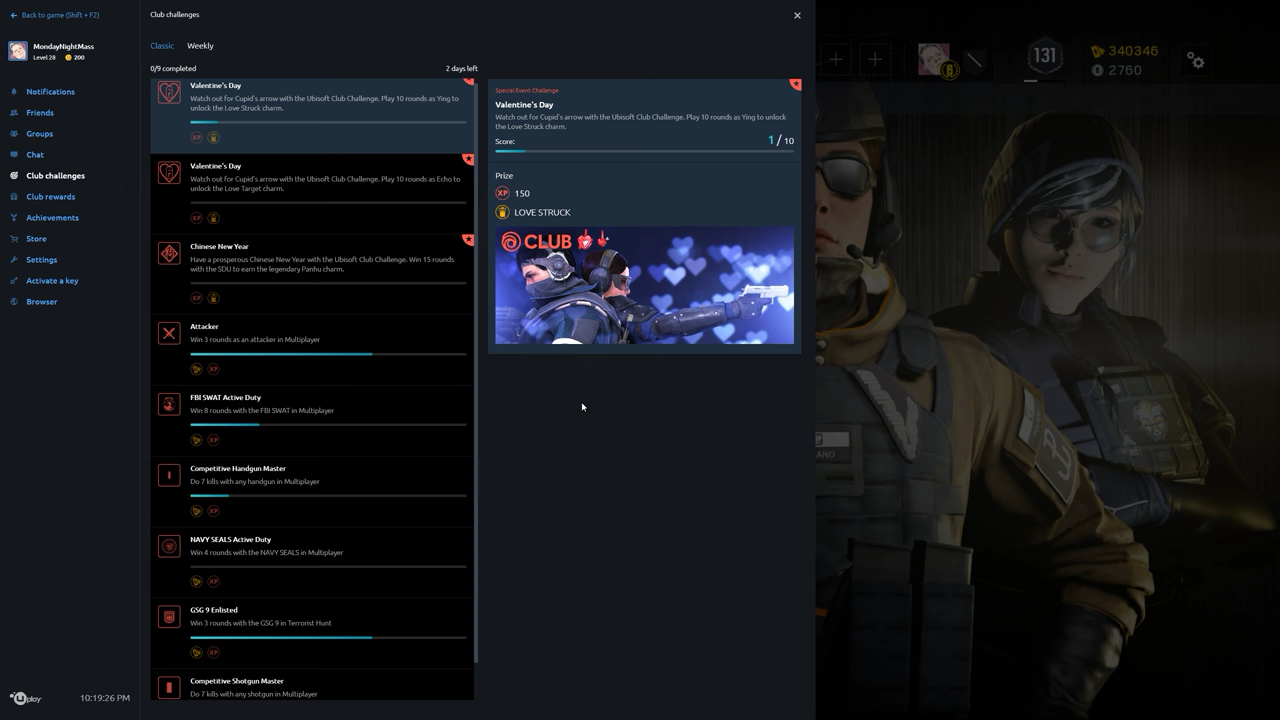 Back to game (Shift + F2)
MondayNightMass
Level 28 200
Notifications
Friends
Groups
Chat
Club challenges
Club rewards
Achievements
Store
Settings
Activate a key
Browser
uplay
10:19:26 PM
Club challenges
Classic Weekly
0/9 completed 2 days left
Valentine's Day
Watch out for Cupid's arrow with the Ubisoft Club Challenge. Play 10 rounds as Ying to
unlock the Love Struck charm.
XP
Valentine's Day
Watch out for Cupid's arrow with the Ubisoft Club Challenge. Play 10 rounds as Echo to
unlock the Love Target charm.
XP
Chinese New Year
Have a prosperous Chinese New Year with the Ubisoft Club Challenge. Win 15 rounds
with the SDU to earn the legendary Panhu charm.
XP
Attacker
Win 3 rounds as an attacker in Multiplayer
XP
FBI SWAT Active Duty
Win 8 rounds with the FBI SWAT in Multiplayer
XP
Competitive Handgun Master
Do 7 kills with any handgun in Multiplayer
XP
NAVY SEALS Active Duty
Win 4 rounds with the NAVY SEALS in Multiplayer
XP
GSG 9 Enlisted
Win 3 rounds with the GSG 9 in Terrorist Hunt
XP
Competitive Shotgun Master
Do 7 kills with any shotgun in Multiplayer
Special Event Challenge
Valentine's Day
Watch out for Cupid's arrow with the Ubisoft Club Challenge. Play 10 rounds as Ying to unlock
the Love Struck charm.
Score: 1 / 10
Prize
XP 150
LOVE STRUCK
CLUB
131
340346
2760